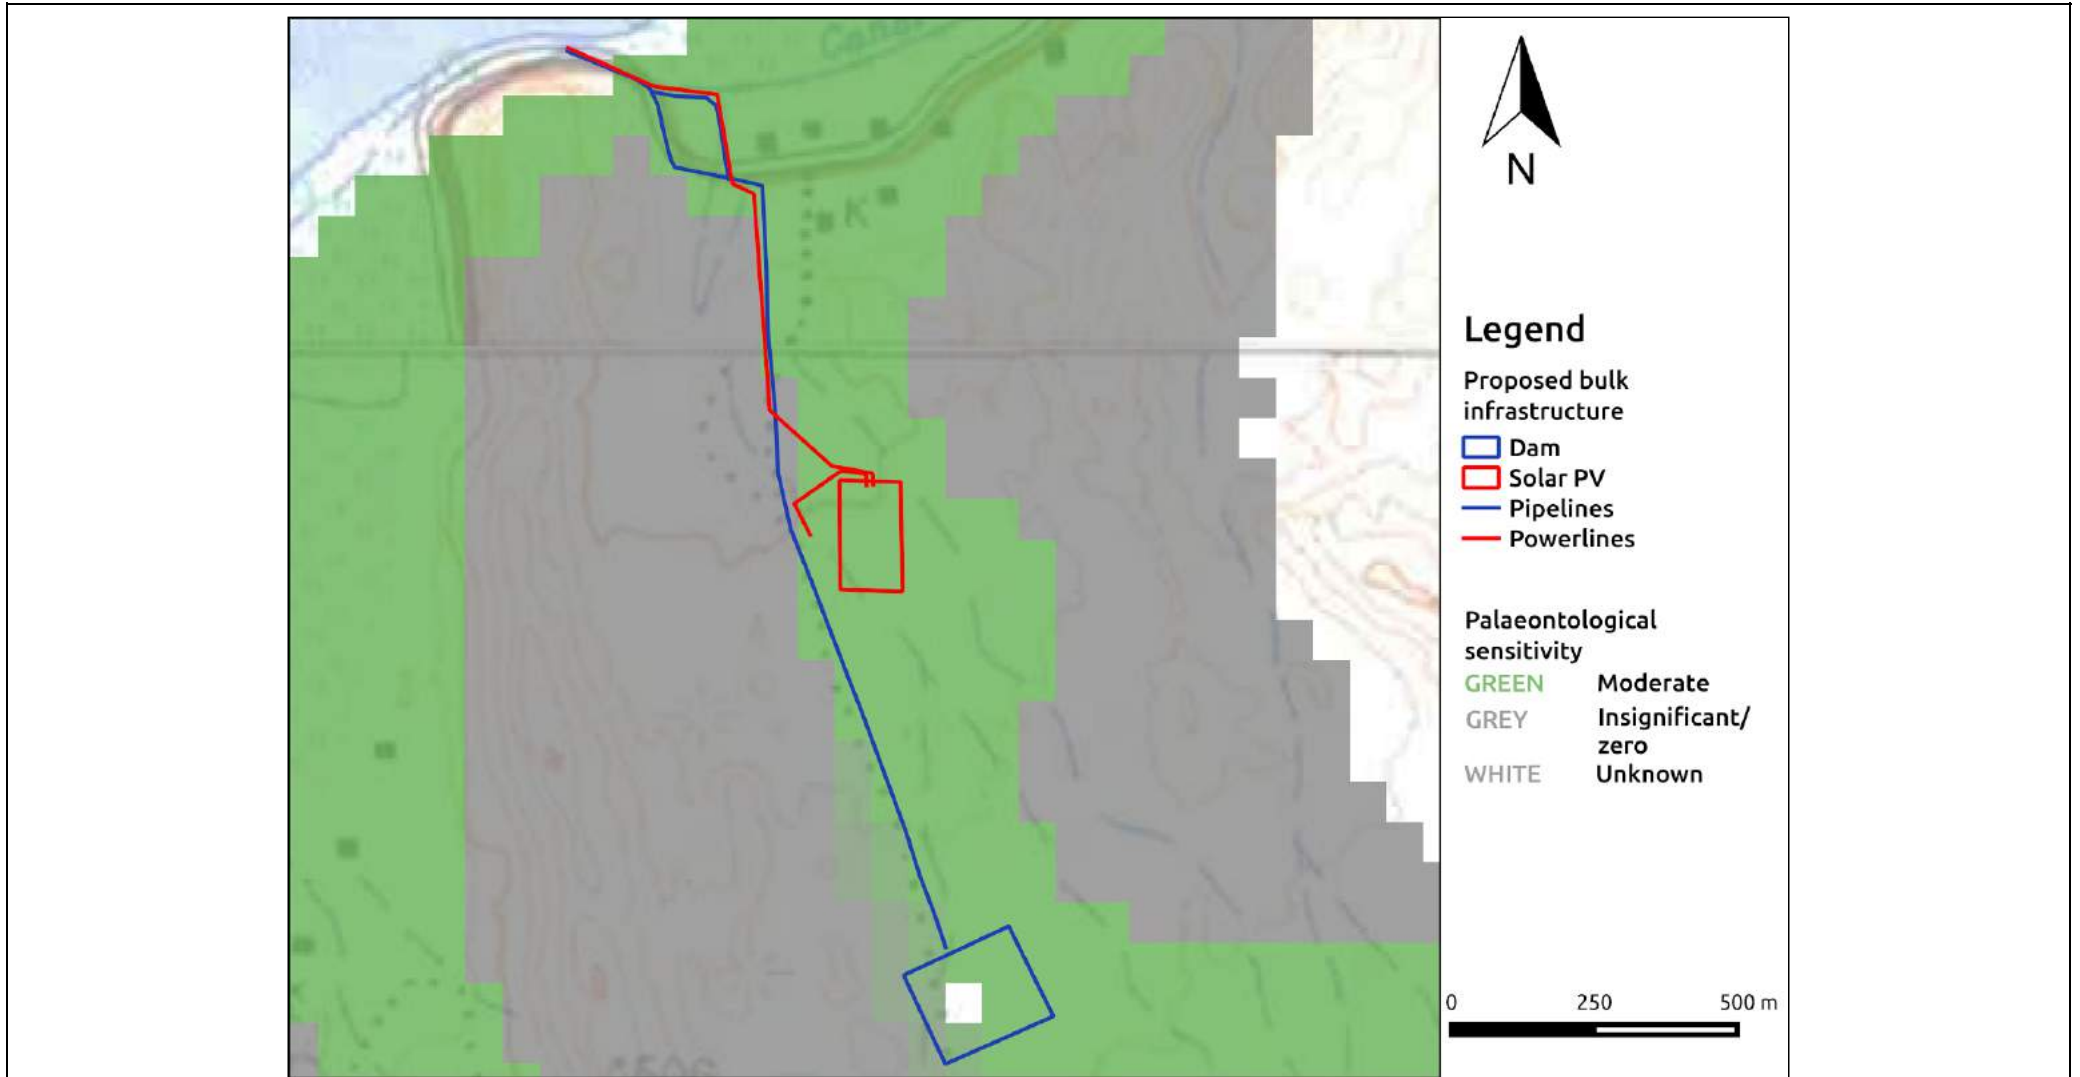 Canal
K
N
Legend
Proposed bulk
infrastructure
Dam
Solar PV
Pipelines
Powerlines
Palaeontological
sensitivity
GREEN Moderate
GREY Insignificant/
zero
WHITE Unknown
0 250 500 m